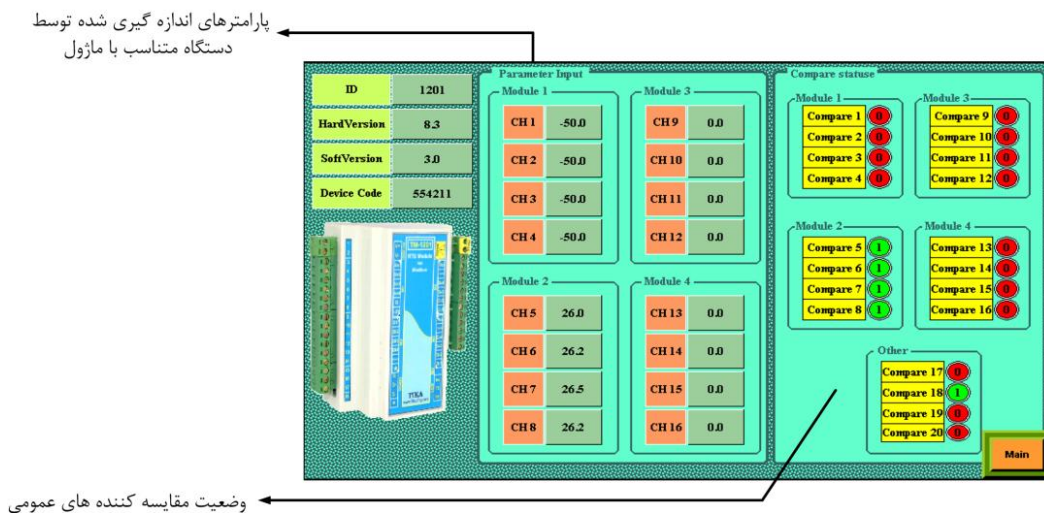 پارامترهای اندازه گیری شده توسط
دستگاه متناسب با ماژول
ID 1201
HardVersion 8.3
SoftVersion 3.0
Device Code 554211
TIKA
Parameter Input
Module 1
CH 1 -50.0
CH 2 -50.0
CH 3 -50.0
CH 4 -50.0
Module 3
CH 9 0.0
CH 10 0.0
CH 11 0.0
CH 12 0.0
Module 2
CH 5 26.0
CH 6 26.2
CH 7 26.5
CH 8 26.2
Module 4
CH 13 0.0
CH 14 0.0
CH 15 0.0
CH 16 0.0
Compare statuse
Module 1
Compare 1 0
Compare 2 0
Compare 3 0
Compare 4 0
Module 3
Compare 9 0
Compare 10 0
Compare 11 0
Compare 12 0
Module 2
Compare 5 1
Compare 6 1
Compare 7 1
Compare 8 1
Module 4
Compare 13 0
Compare 14 0
Compare 15 0
Compare 16 0
Other
Compare 17 0
Compare 18 1
Compare 19 0
Compare 20 0
Main
وضعیت مقایسه کننده های عمومی